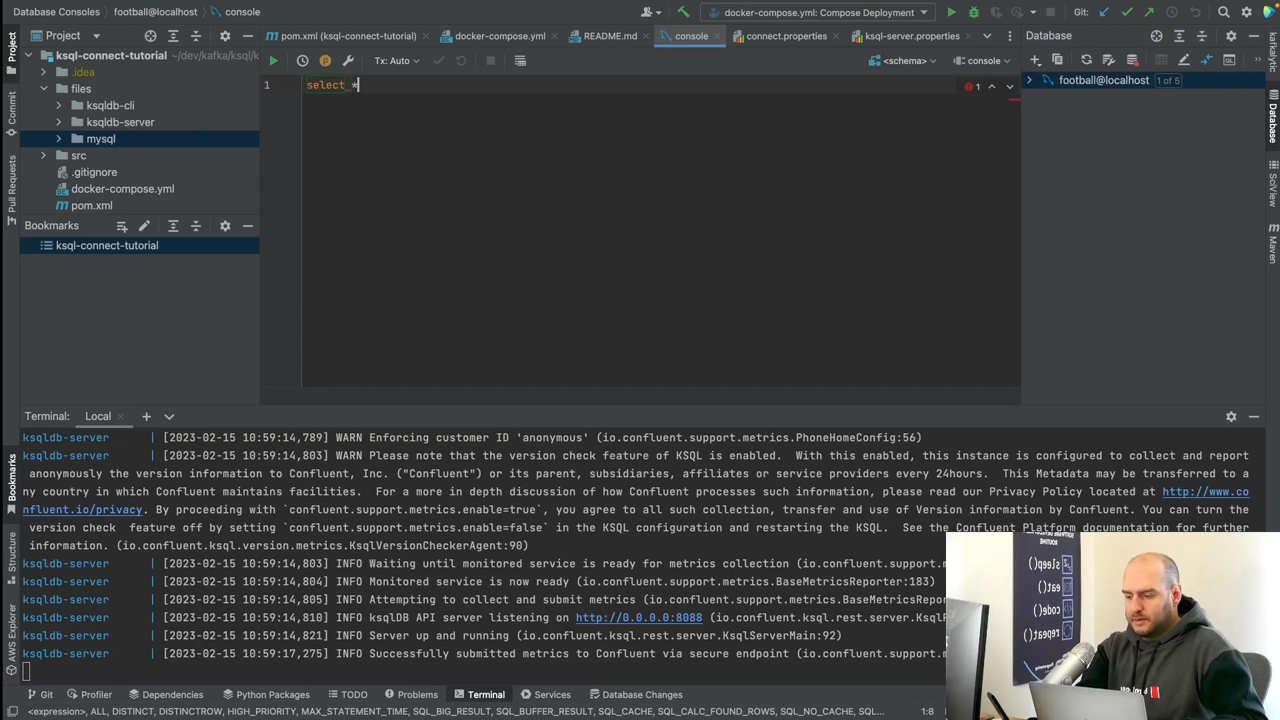 Database Consoles
football@localhost
console
docker-compose.yml: Compose Deployment
Git:
Project
pom.xml (ksql-connect-tutorial)
docker-compose.yml
README.md
console
connect.properties
ksql-server.properties
Database
Project
Commit
Pull Requests
Bookmarks
Structure
AWS Explorer
ksql-connect-tutorial ~/dev/kafka/ksql/k
.idea
files
ksqldb-cli
ksqldb-server
mysql
src
.gitignore
docker-compose.yml
pom.xml
Bookmarks
ksql-connect-tutorial
Tx: Auto
<schema>
console
1
select *
1
football@localhost 1 of 5
kafkalytic
Database
SciView
Maven
Terminal:
Local
ksqldb-server | [2023-02-15 10:59:14,789] WARN Enforcing customer ID 'anonymous' (io.confluent.support.metrics.PhoneHomeConfig:56)
ksqldb-server | [2023-02-15 10:59:14,803] WARN Please note that the version check feature of KSQL is enabled. With this enabled, this instance is configured to collect and report
anonymously the version information to Confluent, Inc. ("Confluent") or its parent, subsidiaries, affiliates or service providers every 24hours. This Metadata may be transferred to a
ny country in which Confluent maintains facilities. For a more in depth discussion of how Confluent processes such information, please read our Privacy Policy located at http://www.co
nfluent.io/privacy. By proceeding with `confluent.support.metrics.enable=true`, you agree to all such collection, transfer and use of Version information by Confluent. You can turn the
version check feature off by setting `confluent.support.metrics.enable=false` in the KSQL configuration and restarting the KSQL. See the Confluent Platform documentation for further
information. (io.confluent.ksql.version.metrics.KsqlVersionCheckerAgent:90)
ksqldb-server | [2023-02-15 10:59:14,803] INFO Waiting until monitored service is ready for metrics collection (io.confluent.support.m
ksqldb-server | [2023-02-15 10:59:14,804] INFO Monitored service is now ready (io.confluent.support.metrics.BaseMetricsReporter:183)
ksqldb-server | [2023-02-15 10:59:14,805] INFO Attempting to collect and submit metrics (io.confluent.support.metrics.BaseMetricsRepor
ksqldb-server | [2023-02-15 10:59:14,810] INFO ksqlDB API server listening on http://0.0.0.0:8088 (io.confluent.ksql.rest.server.KsqlR
ksqldb-server | [2023-02-15 10:59:14,821] INFO Server up and running (io.confluent.ksql.rest.server.KsqlServerMain:92)
ksqldb-server | [2023-02-15 10:59:17,275] INFO Successfully submitted metrics to Confluent via secure endpoint (io.confluent.support.m
sleep()
eat()
code()
repeat()
Git
Profiler
Dependencies
Python Packages
TODO
Problems
Terminal
Services
Database Changes
<expression>, ALL, DISTINCT, DISTINCTROW, HIGH_PRIORITY, MAX_STATEMENT_TIME, SQL_BIG_RESULT, SQL_BUFFER_RESULT, SQL_CACHE, SQL_CALC_FOUND_ROWS, SQL_NO_CACHE, SQL...
1:8